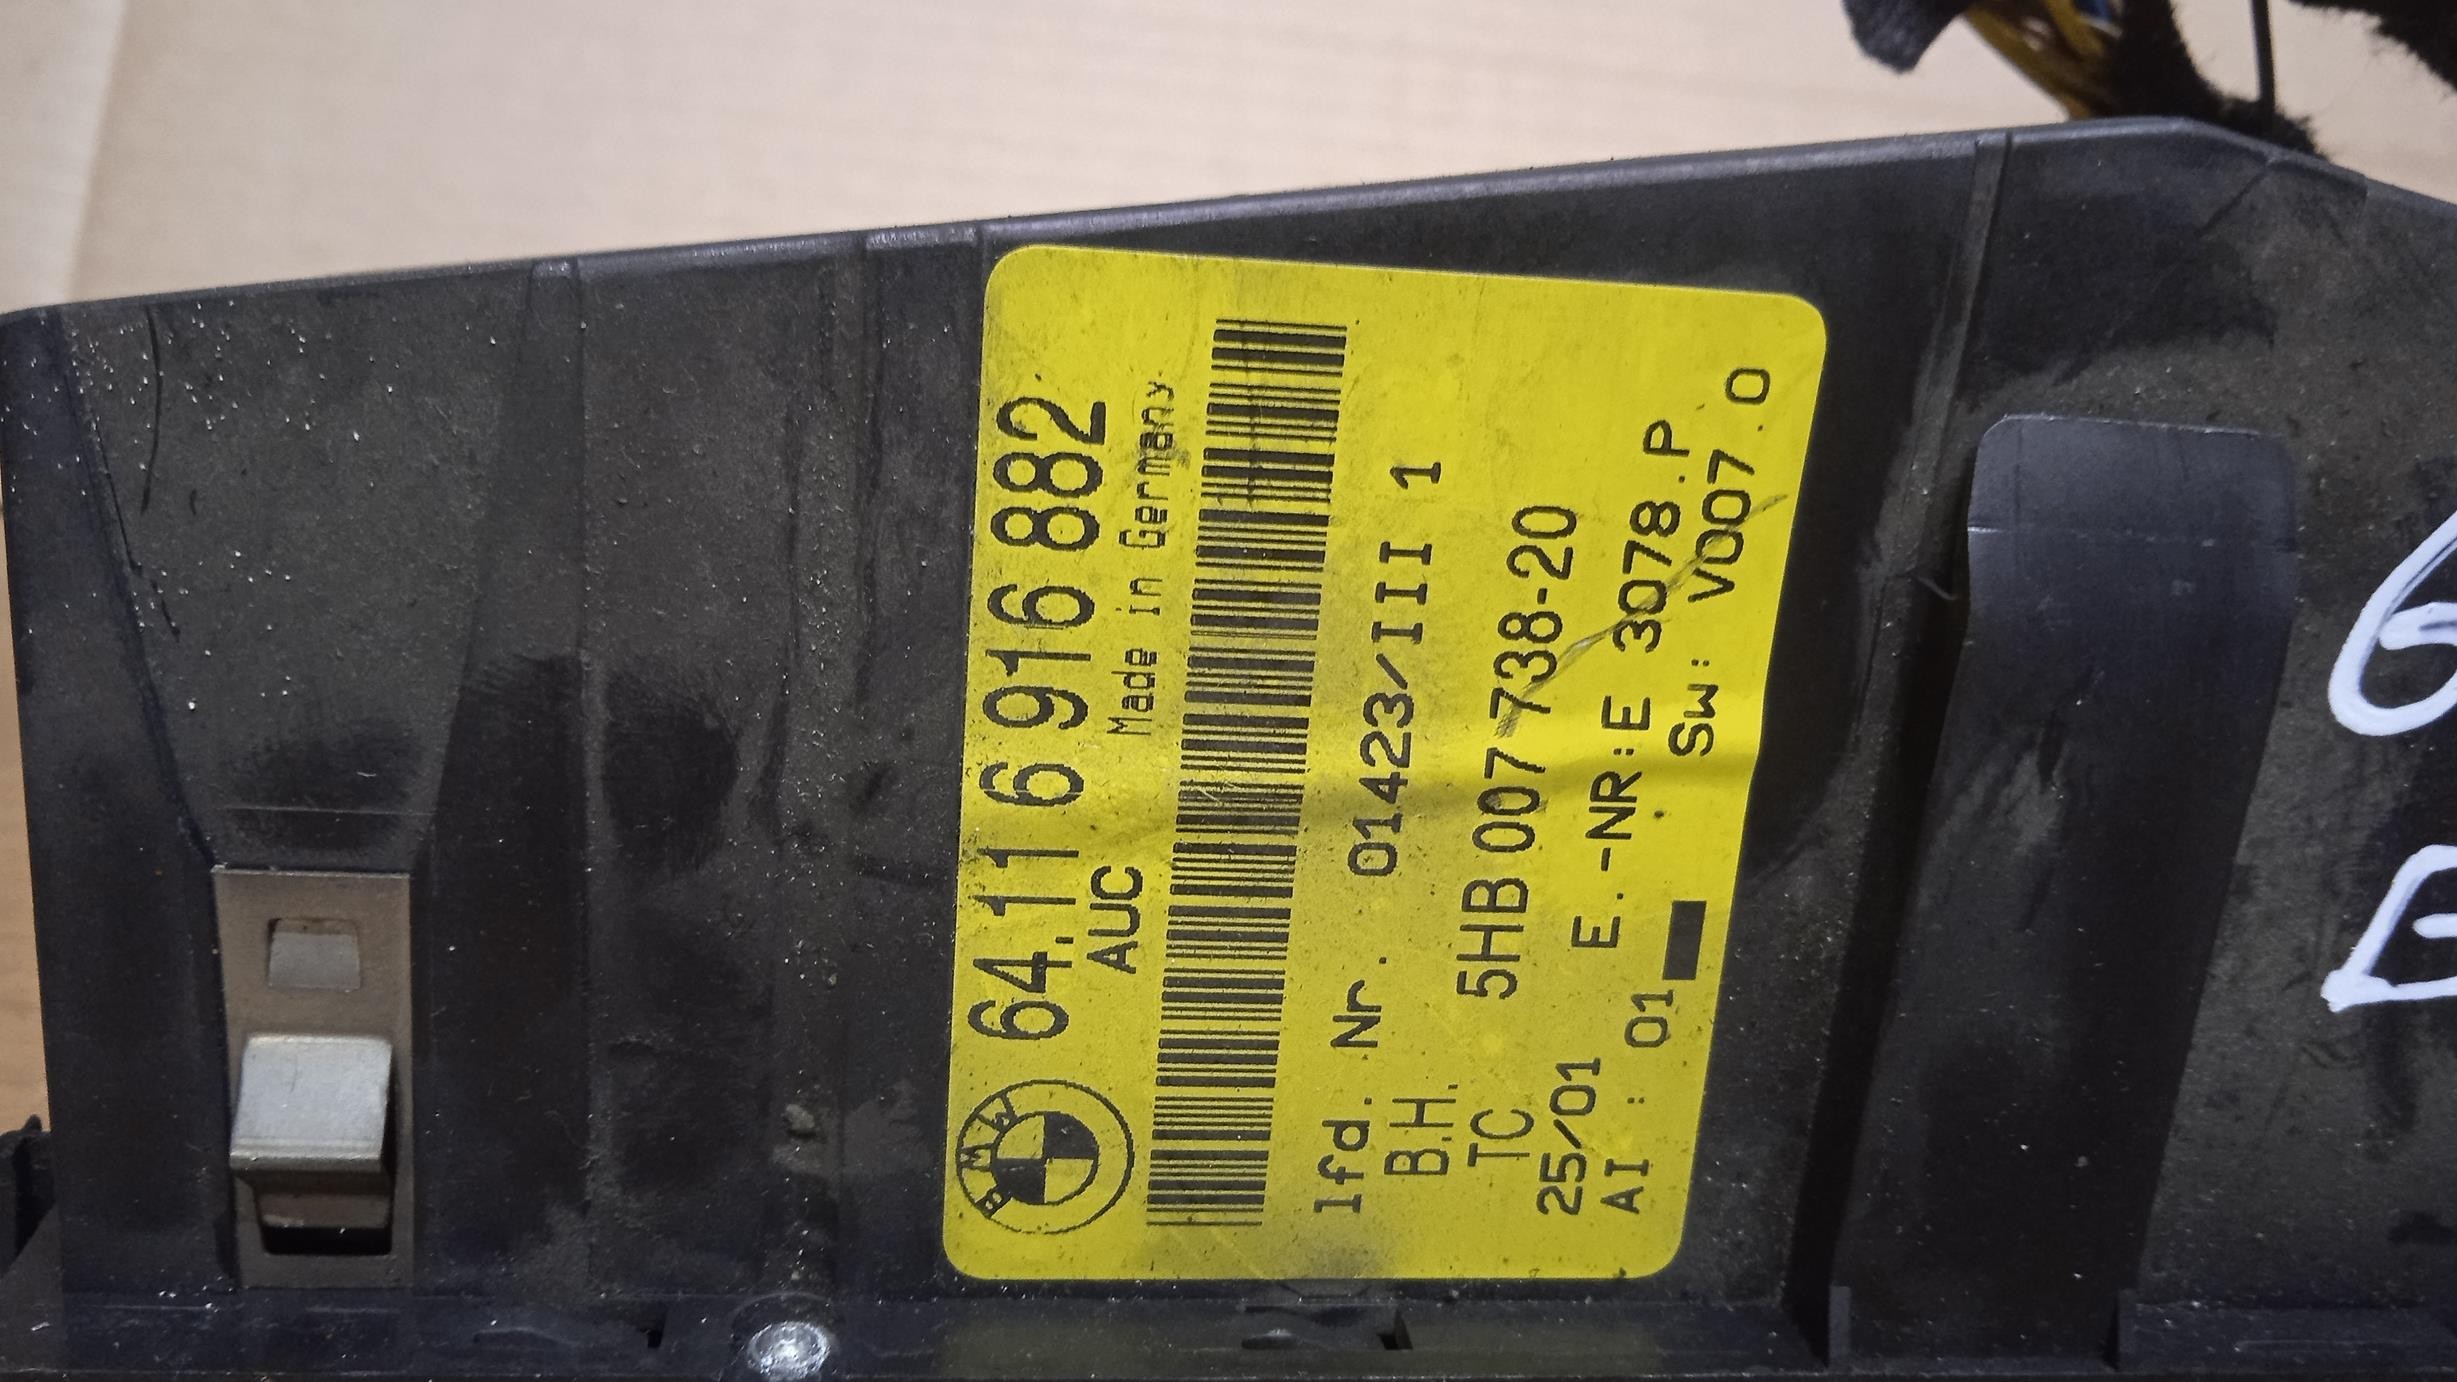 BMW
64.11 6 916 882
AUC Made in Germany
lfd. Nr. 01423/III 1
B.H.
TC 5HB 007 738-20
25/01 E.-NR:E 3078.P
AI: 01 SW: V007.0